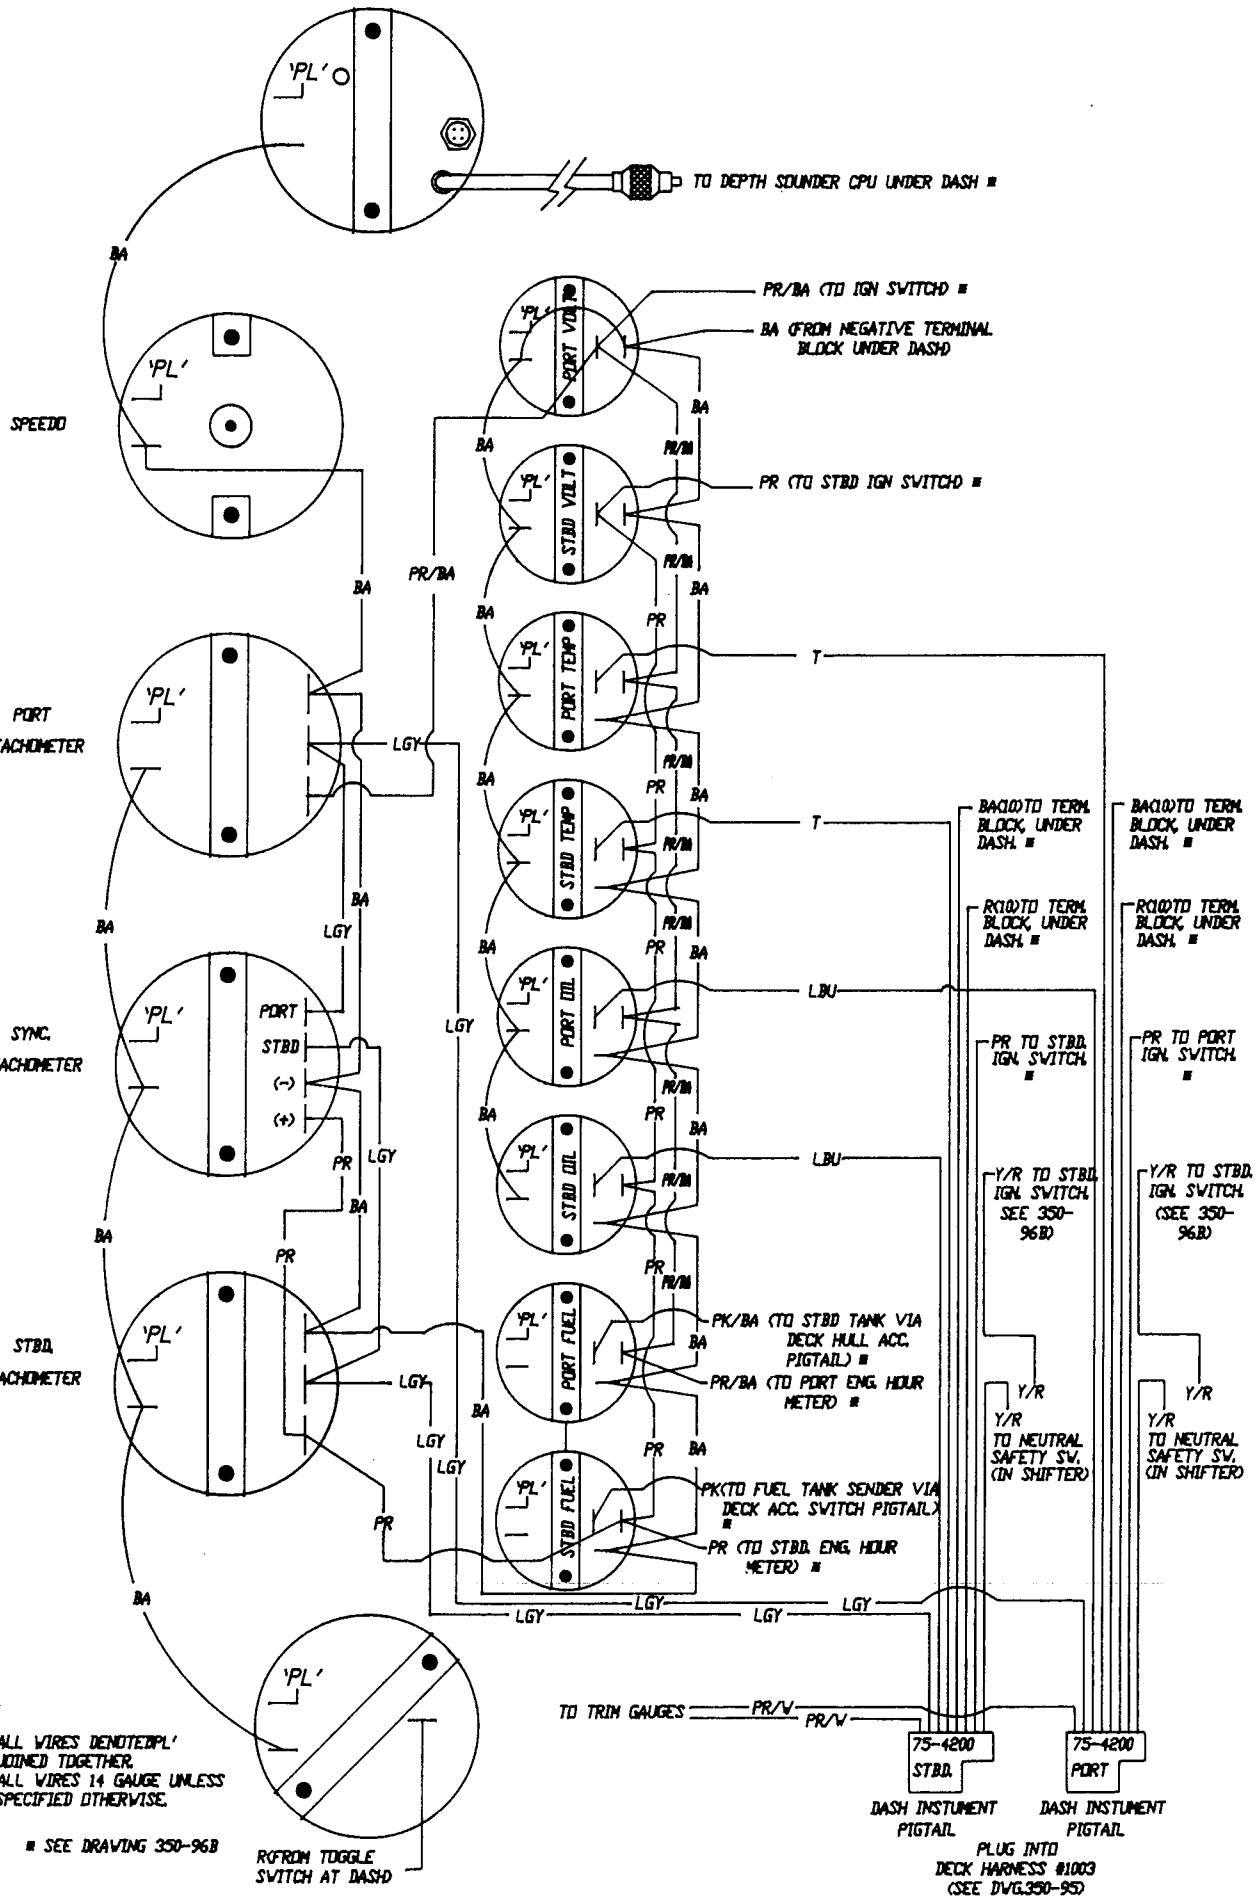 'PL'
TO DEPTH SOUNDER CPU UNDER DASH
BA
PR/BA (TO IGN SWITCH)
'PL'
PORT VOLT
BA (FROM NEGATIVE TERMINAL
BLOCK UNDER DASH)
'PL'
SPEEDO
BA
BA
PR/BA
'PL'
STBD VOLT
PR (TO STBD IGN SWITCH)
PR/BA
BA
PR/BA
BA
BA
PR
'PL'
PORT TEMP
T
'PL'
PORT
TACHOMETER
LGY
BA
PR/BA
PR
BA
'PL'
STBD TEMP
T
PR/BA
BA(10)TO TERM.
BLOCK, UNDER
DASH.
BA(10)TO TERM.
BLOCK, UNDER
DASH.
BA
BA
LGY
BA
PR/BA
PR
BA
R(10)TO TERM.
BLOCK, UNDER
DASH.
R(10)TO TERM.
BLOCK, UNDER
DASH.
'PL'
PORT OIL
LBU
'PL'
PORT
STBD
(-)
(+)
SYNC.
TACHOMETER
LGY
PR TO STBD.
IGN. SWITCH.
PR TO PORT
IGN. SWITCH.
BA
PR/BA
PR
BA
'PL'
STBD OIL
LBU
PR
LGY
BA
Y/R TO STBD.
IGN. SWITCH.
SEE 350-
96B)
Y/R TO STBD.
IGN. SWITCH.
(SEE 350-
96B)
BA
PR
PR
PR/BA
'PL'
PORT FUEL
PK/BA (TO STBD TANK VIA
DECK HULL ACC.
PIGTAIL)
BA
PR/BA (TO PORT ENG. HOUR
METER)
'PL'
STBD.
TACHOMETER
LGY
BA
Y/R
Y/R
LGY
LGY
PR
BA
Y/R
TO NEUTRAL
SAFETY SW.
(IN SHIFTER)
Y/R
TO NEUTRAL
SAFETY SW.
(IN SHIFTER)
'PL'
STBD FUEL
PK(TO FUEL TANK SENDER VIA
DECK ACC. SWITCH PIGTAIL)
PR
PR (TO STBD. ENG. HOUR
METER)
BA
LGY
LGY
LGY
LGY
'PL'
TO TRIM GAUGES
PR/W
PR/W
75-4200
STBD.
75-4200
PORT
DASH INSTUMENT
PIGTAIL
DASH INSTUMENT
PIGTAIL
PLUG INTO
DECK HARNESS #1003
(SEE DWG.350-95)
ALL WIRES DENOTED'PL'
JOINED TOGETHER.
ALL WIRES 14 GAUGE UNLESS
SPECIFIED OTHERWISE.
SEE DRAWING 350-96B
R(FROM TOGGLE
SWITCH AT DASH)